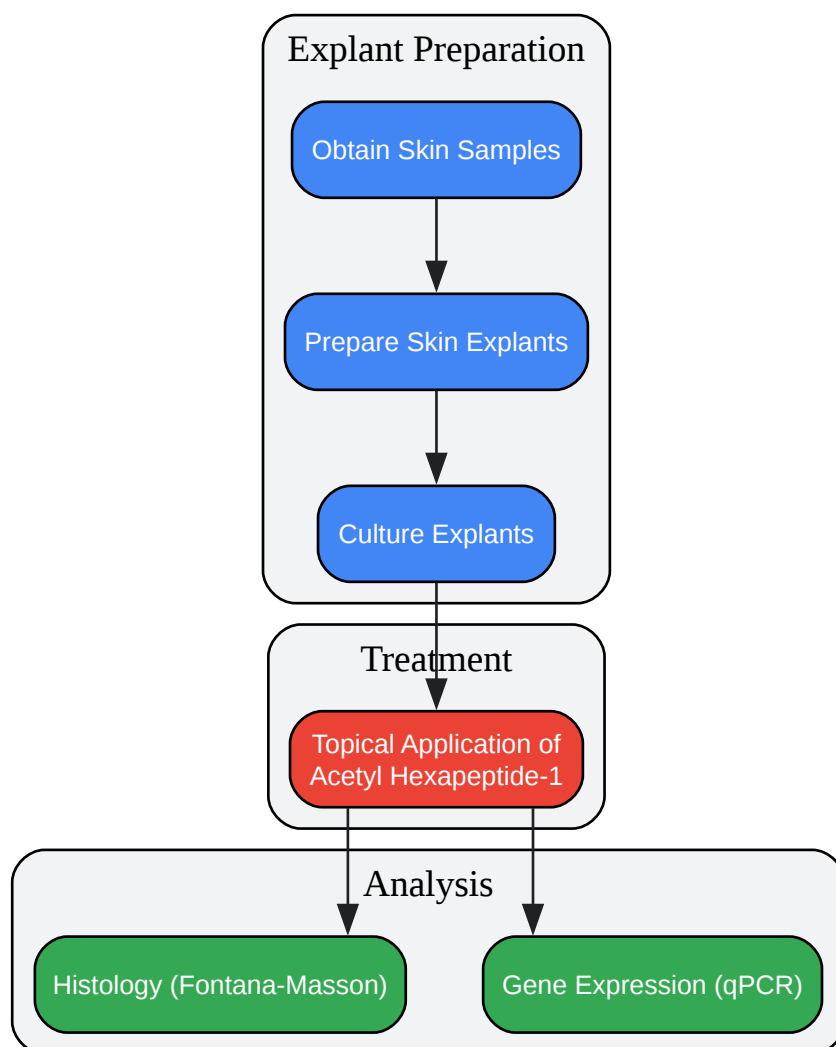 Explant Preparation
Obtain Skin Samples
Prepare Skin Explants
Culture Explants
Treatment
Topical Application of
Acetyl Hexapeptide-1
Analysis
Histology (Fontana-Masson)
Gene Expression (qPCR)